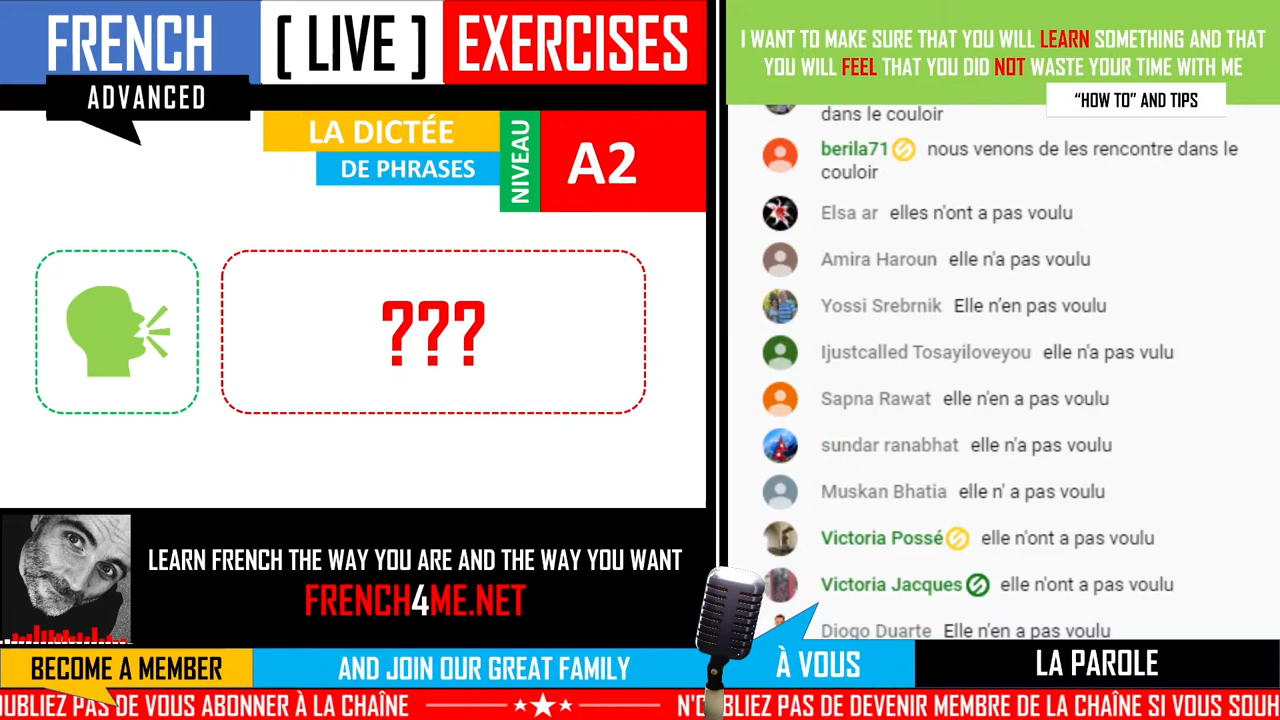 FRENCH
[ LIVE ]
EXERCISES
ADVANCED
LA DICTÉE
DE PHRASES
NIVEAU
A2
???
LEARN FRENCH THE WAY YOU ARE AND THE WAY YOU WANT
FRENCH4ME.NET
I WANT TO MAKE SURE THAT YOU WILL LEARN SOMETHING AND THAT
YOU WILL FEEL THAT YOU DID NOT WASTE YOUR TIME WITH ME
“HOW TO” AND TIPS
dans le couloir
berila71 nous venons de les rencontre dans le
couloir
Elsa ar elles n'ont a pas voulu
Amira Haroun elle n'a pas voulu
Yossi Srebrnik Elle n’en pas voulu
Ijustcalled Tosayiloveyou elle n'a pas vulu
Sapna Rawat elle n'en a pas voulu
sundar ranabhat elle n'a pas voulu
Muskan Bhatia elle n' a pas voulu
Victoria Possé elle n'ont a pas voulu
Victoria Jacques elle n'ont a pas voulu
Diogo Duarte Elle n'en pas voulu
BECOME A MEMBER
AND JOIN OUR GREAT FAMILY
À VOUS
LA PAROLE
OUBLIEZ PAS DE VOUS ABONNER À LA CHAÎNE
BLIEZ PAS DE DEVENIR MEMBRE DE LA CHAÎNE SI VOUS SOUH